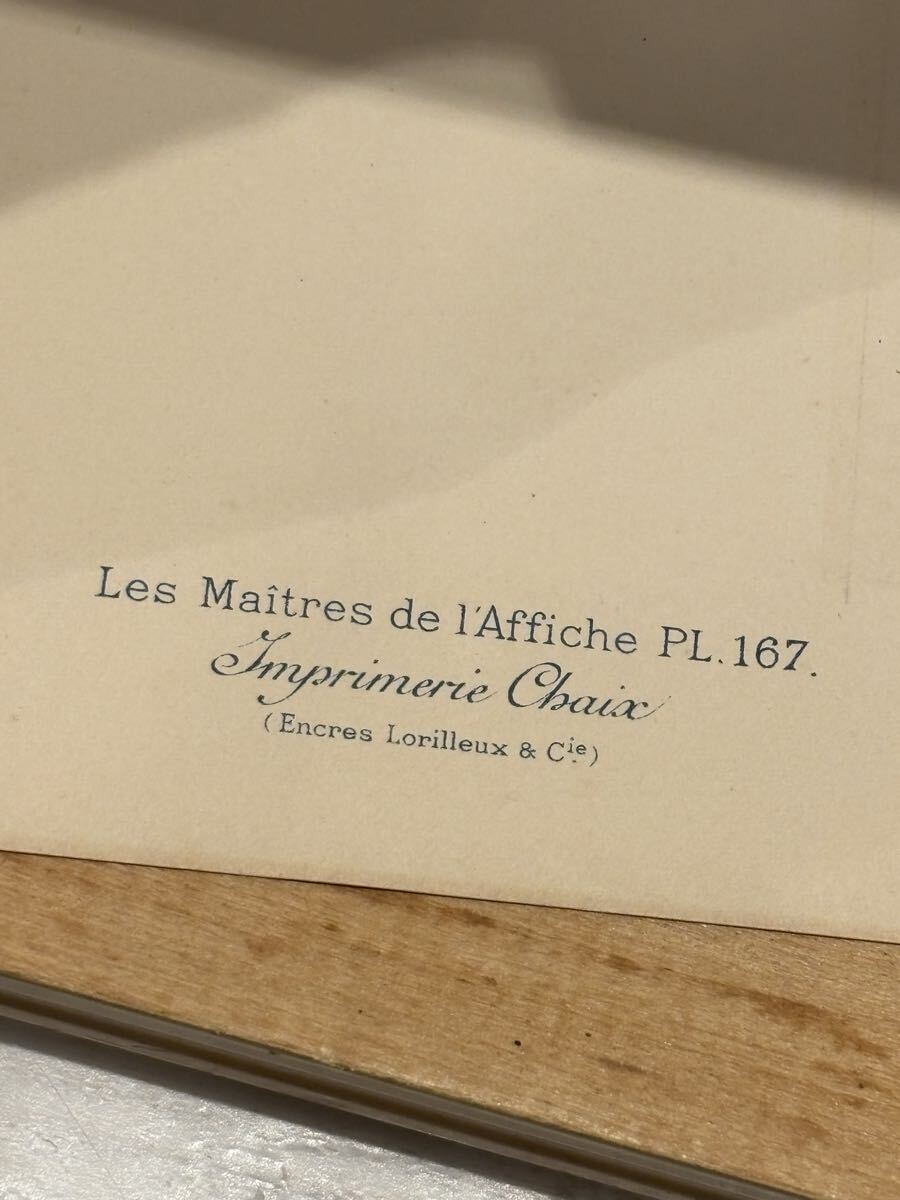 Les Maîtres de l'Affiche PL.167.
Imprimerie Chaix
(Encres Lorilleux & Cie)